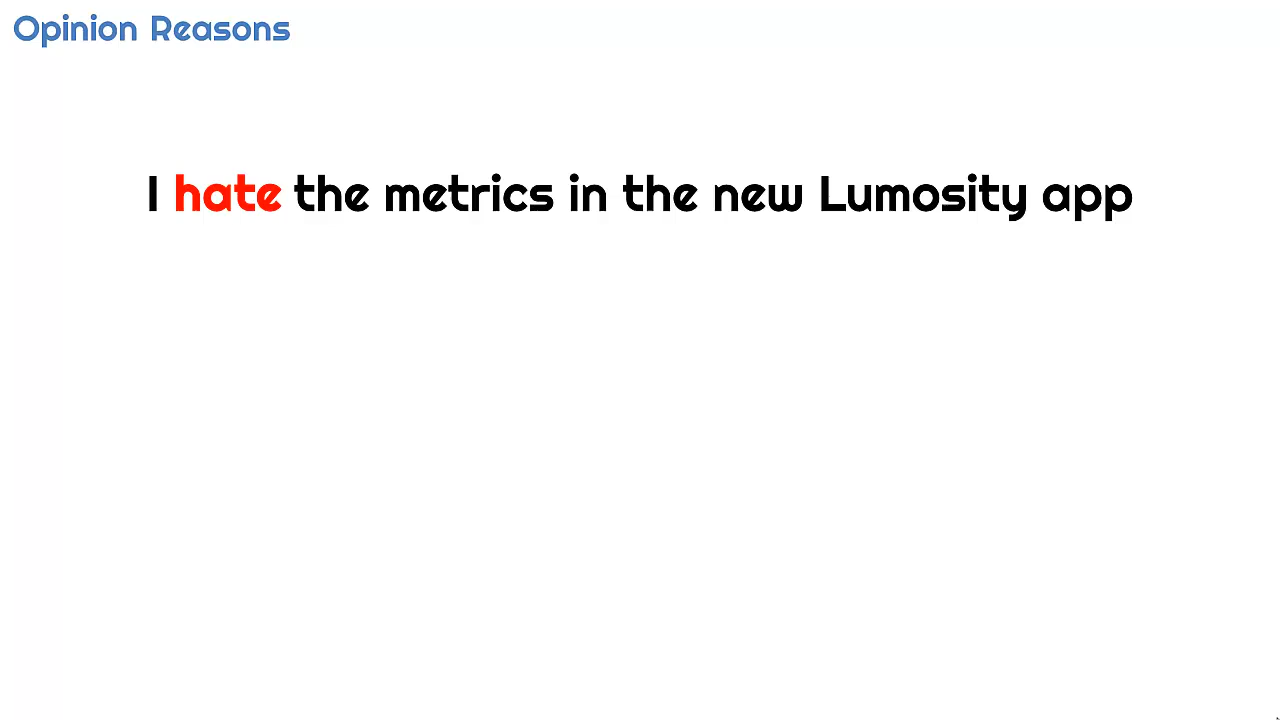 Opinion Reasons
I hate the metrics in the new Lumosity app